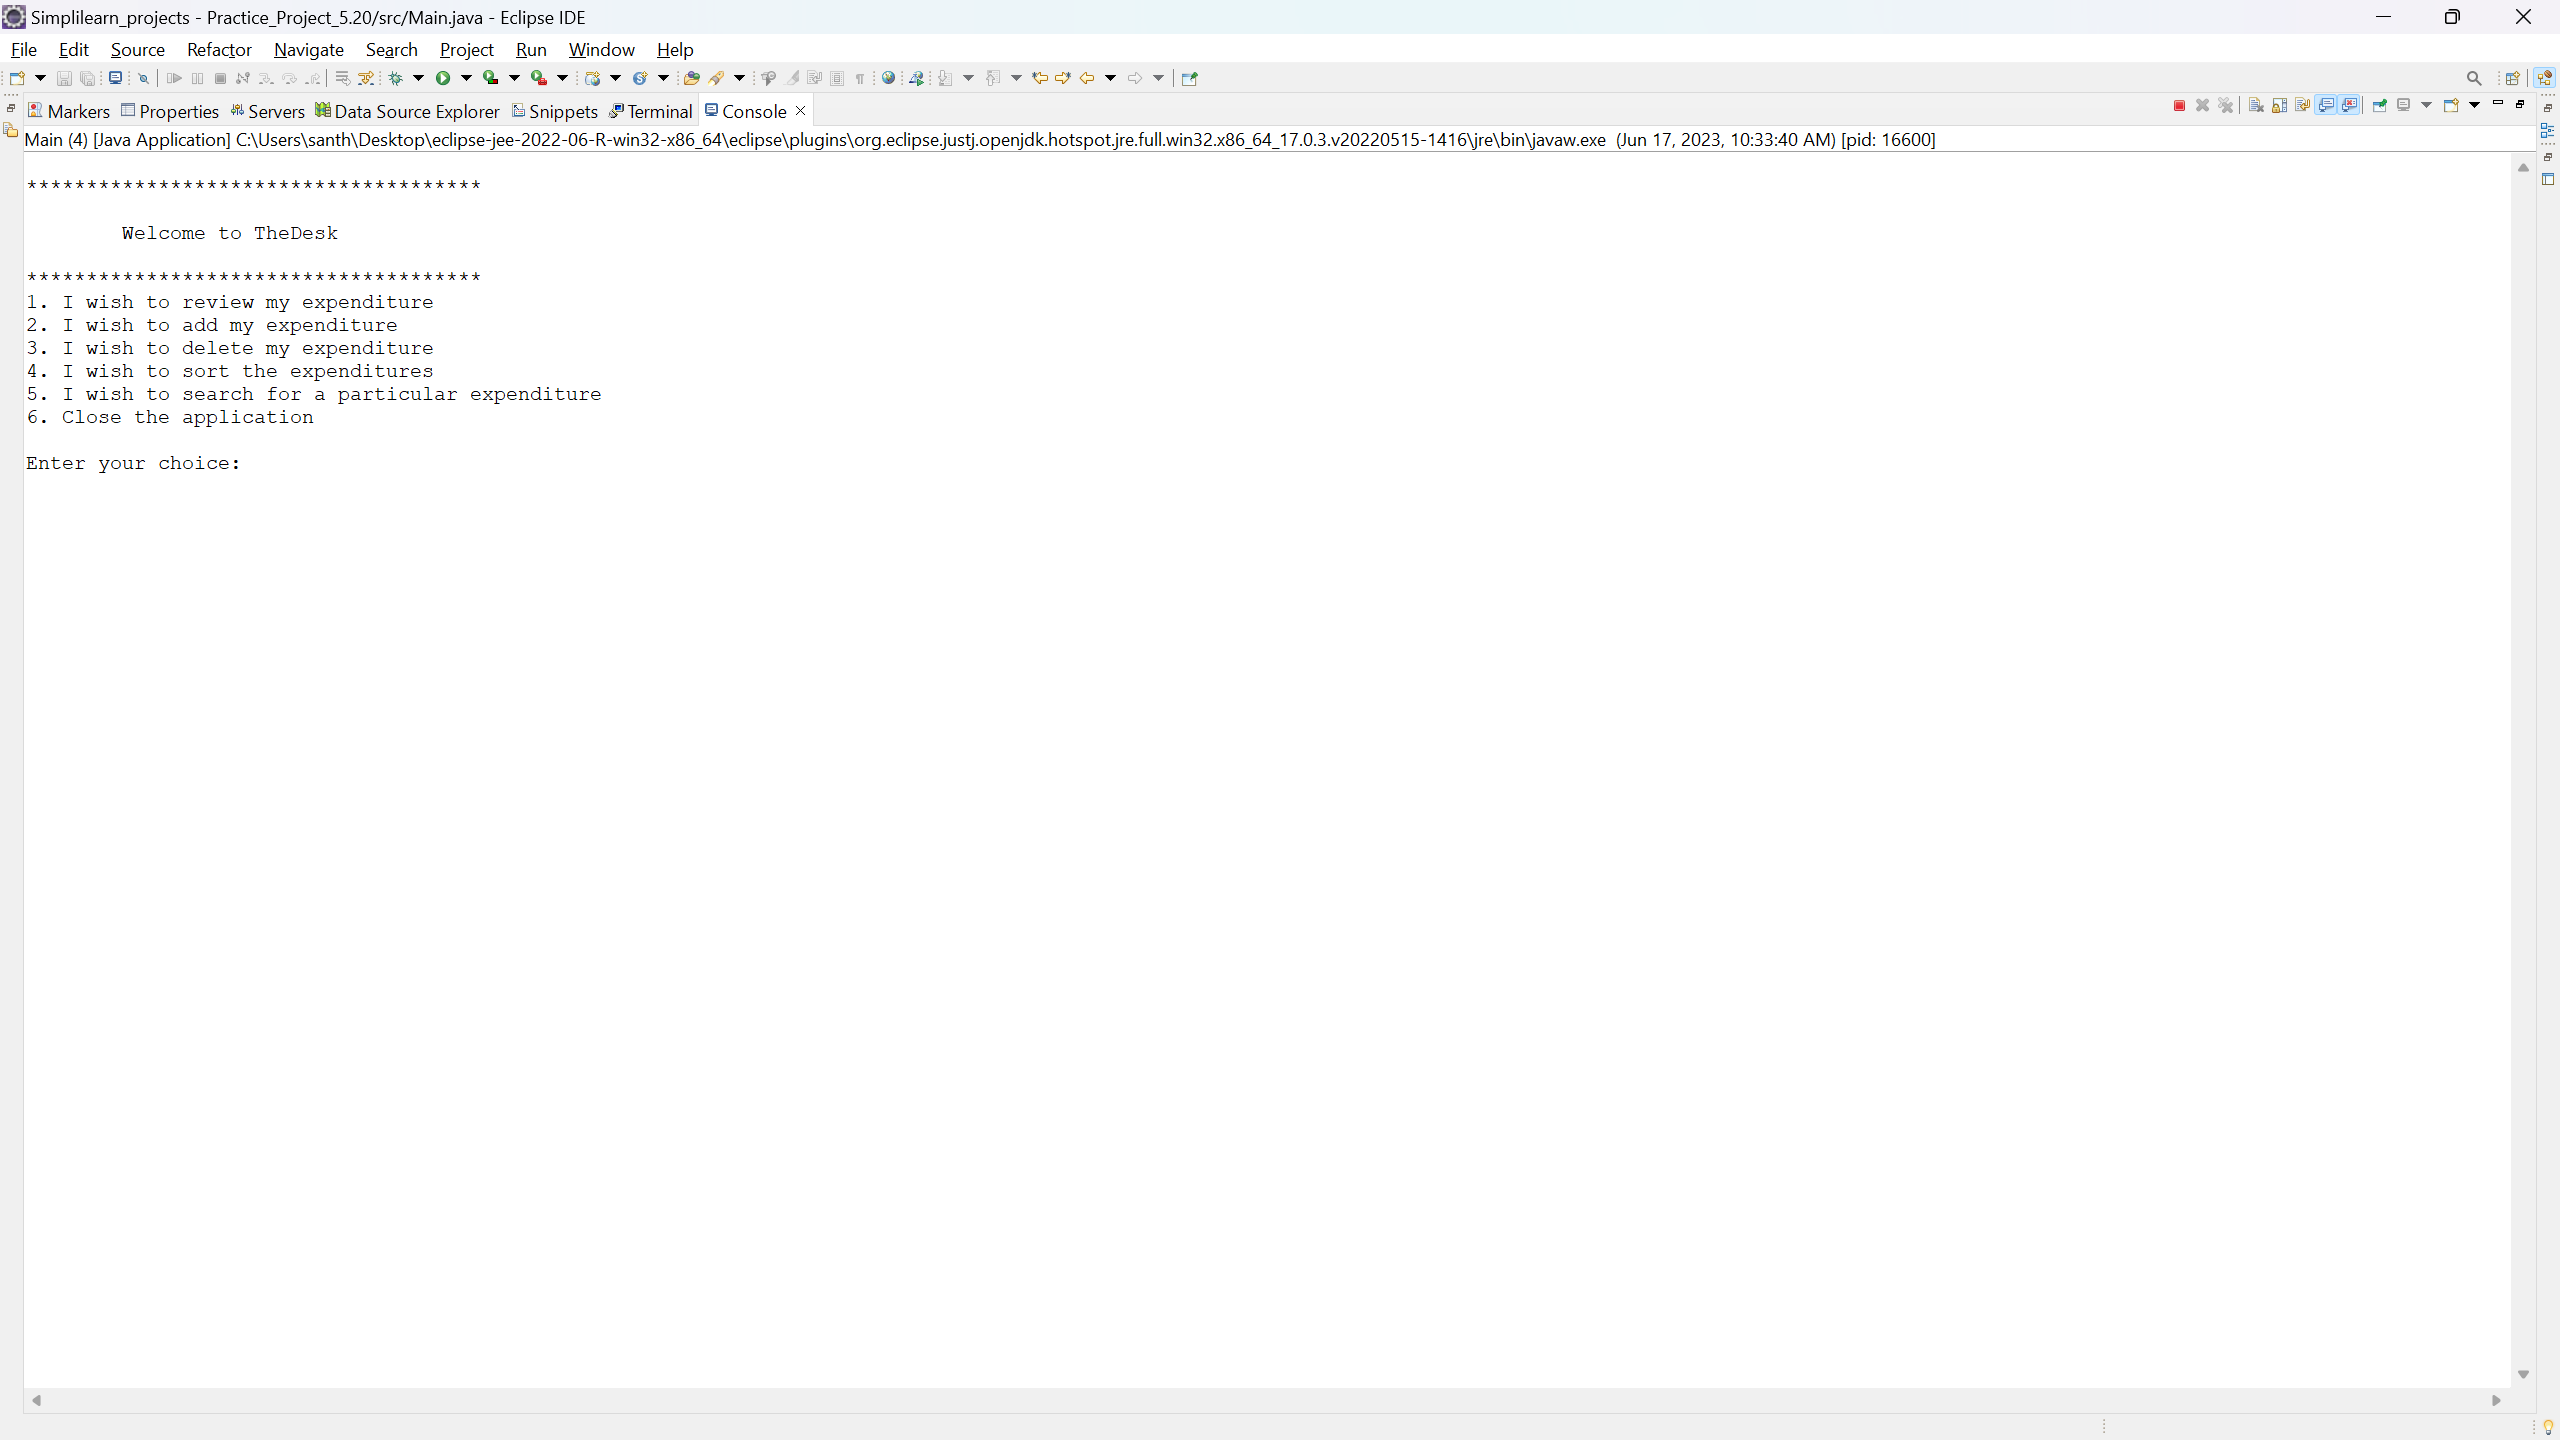 Simplilearn_projects - Practice_Project_5.20/src/Main.java - Eclipse IDE
File Edit Source Refactor Navigate Search Project Run Window Help
Markers Properties Servers Data Source Explorer Snippets Terminal Console
Main (4) [Java Application] C:\Users\santh\Desktop\eclipse-jee-2022-06-R-win32-x86_64\eclipse\plugins\org.eclipse.justj.openjdk.hotspot.jre.full.win32.x86_64_17.0.3.v20220515-1416\jre\bin\javaw.exe (Jun 17, 2023, 10:33:40 AM) [pid: 16600]
**************************************
Welcome to TheDesk
**************************************
1. I wish to review my expenditure
2. I wish to add my expenditure
3. I wish to delete my expenditure
4. I wish to sort the expenditures
5. I wish to search for a particular expenditure
6. Close the application
Enter your choice: